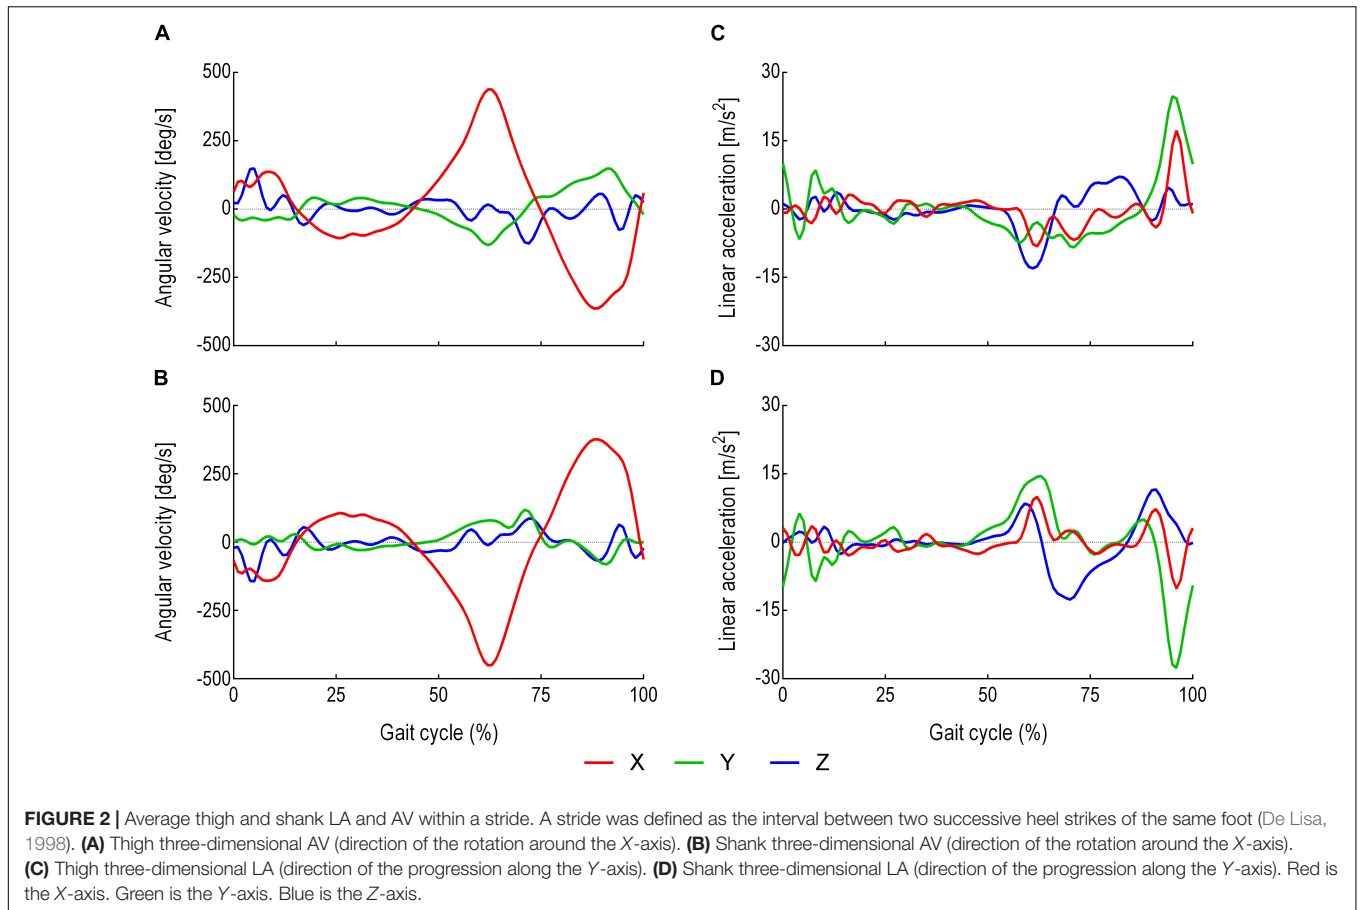 A
C
500
250
0
-250
-500
Angular velocity [deg/s]
30
15
0
-15
-30
Linear acceleration [m/s²]
B
D
500
250
0
-250
-500
Angular velocity [deg/s]
0
25
50
75
100
Gait cycle (%)
30
15
0
-15
-30
Linear acceleration [m/s²]
0
25
50
75
100
Gait cycle (%)
X Y Z
FIGURE 2 | Average thigh and shank LA and AV within a stride. A stride was defined as the interval between two successive heel strikes of the same foot (De Lisa,
1998). (A) Thigh three-dimensional AV (direction of the rotation around the X-axis). (B) Shank three-dimensional AV (direction of the rotation around the X-axis).
(C) Thigh three-dimensional LA (direction of the progression along the Y-axis). (D) Shank three-dimensional LA (direction of the progression along the Y-axis). Red is
the X-axis. Green is the Y-axis. Blue is the Z-axis.